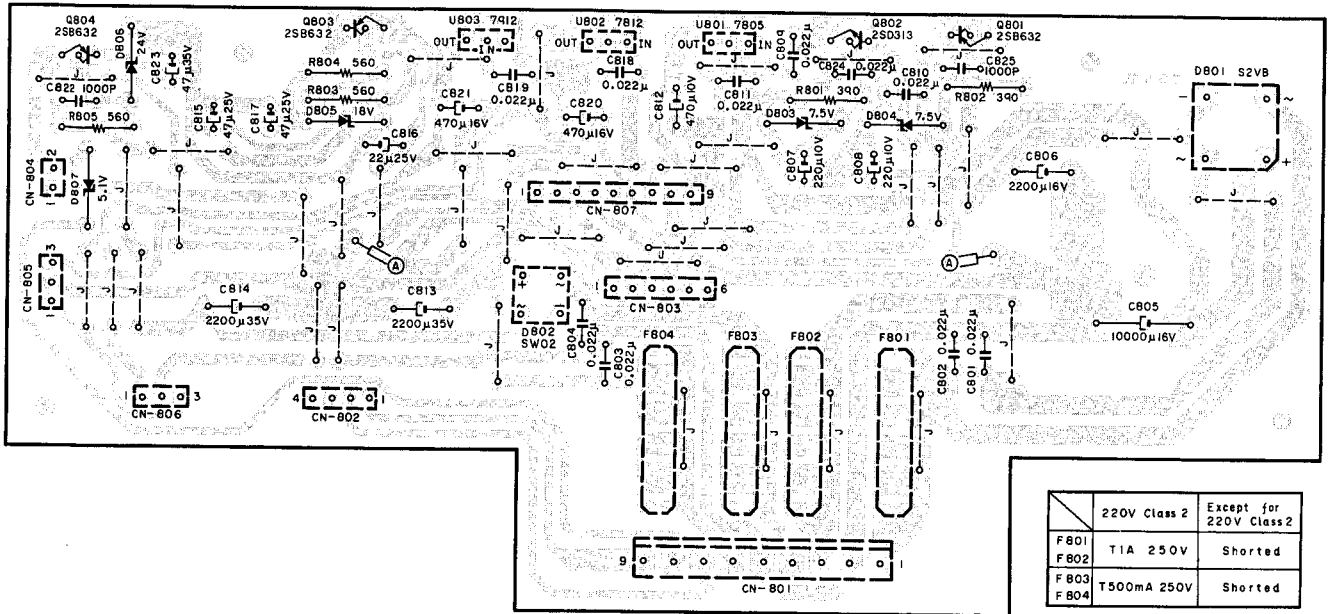 Q804
2SB632
D806
24V
C823
47μ35V
Q803
2SB632
U803 7912
OUT
IN
U802 7812
OUT
IN
U801 7805
OUT
IN
C809
0.022μ
Q802
2SD313
Q801
2SB632
J
C822 1000P
R805 560
C815
47μ25V
C817
47μ25V
R804 560
R803 560
D805 18V
C816
22μ25V
J
C821
470μ16V
C819
0.022μ
J
C818
0.022μ
C820
470μ16V
C812
470μ10V
J
C811
0.022μ
C824 0.022μ
R801 390
D803 7.5V
C810
0.022μ
D804 7.5V
J
C825
1000P
R802 390
D801 S2VB
-
~
~
+
CN-804
2
1
D807
5.1V
J
J
J
J
J
J
J
J
J
J
J
C807
220μ10V
C808
220μ10V
J
J
J
C806
2200μ16V
J
J
CN-807
9
J
J
J
J
CN-805
3
1
J
J
J
A
A
C814
2200μ35V
J
J
C813
2200μ35V
J
+
~
~
D802
SW02
C804
0.022μ
C803
0.022μ
1
6
CN-803
F804
F803
F802
F801
J
J
J
J
C802 0.022μ
C801 0.022μ
J
C805
10000μ16V
1
3
CN-806
4
1
CN-802
9
1
CN-801
220V Class 2
Except for
220V Class 2
F801
F802
T1A 250V
Shorted
F803
F804
T500mA 250V
Shorted